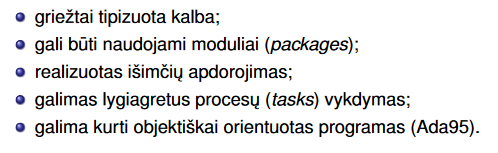 griežtai tipizuota kalba;
gali būti naudojami moduliai (packages);
realizuotas išimčių apdorojimas;
galimas lygiagretus procesų (tasks) vykdymas;
galima kurti objektiškai orientuotas programas (Ada95).